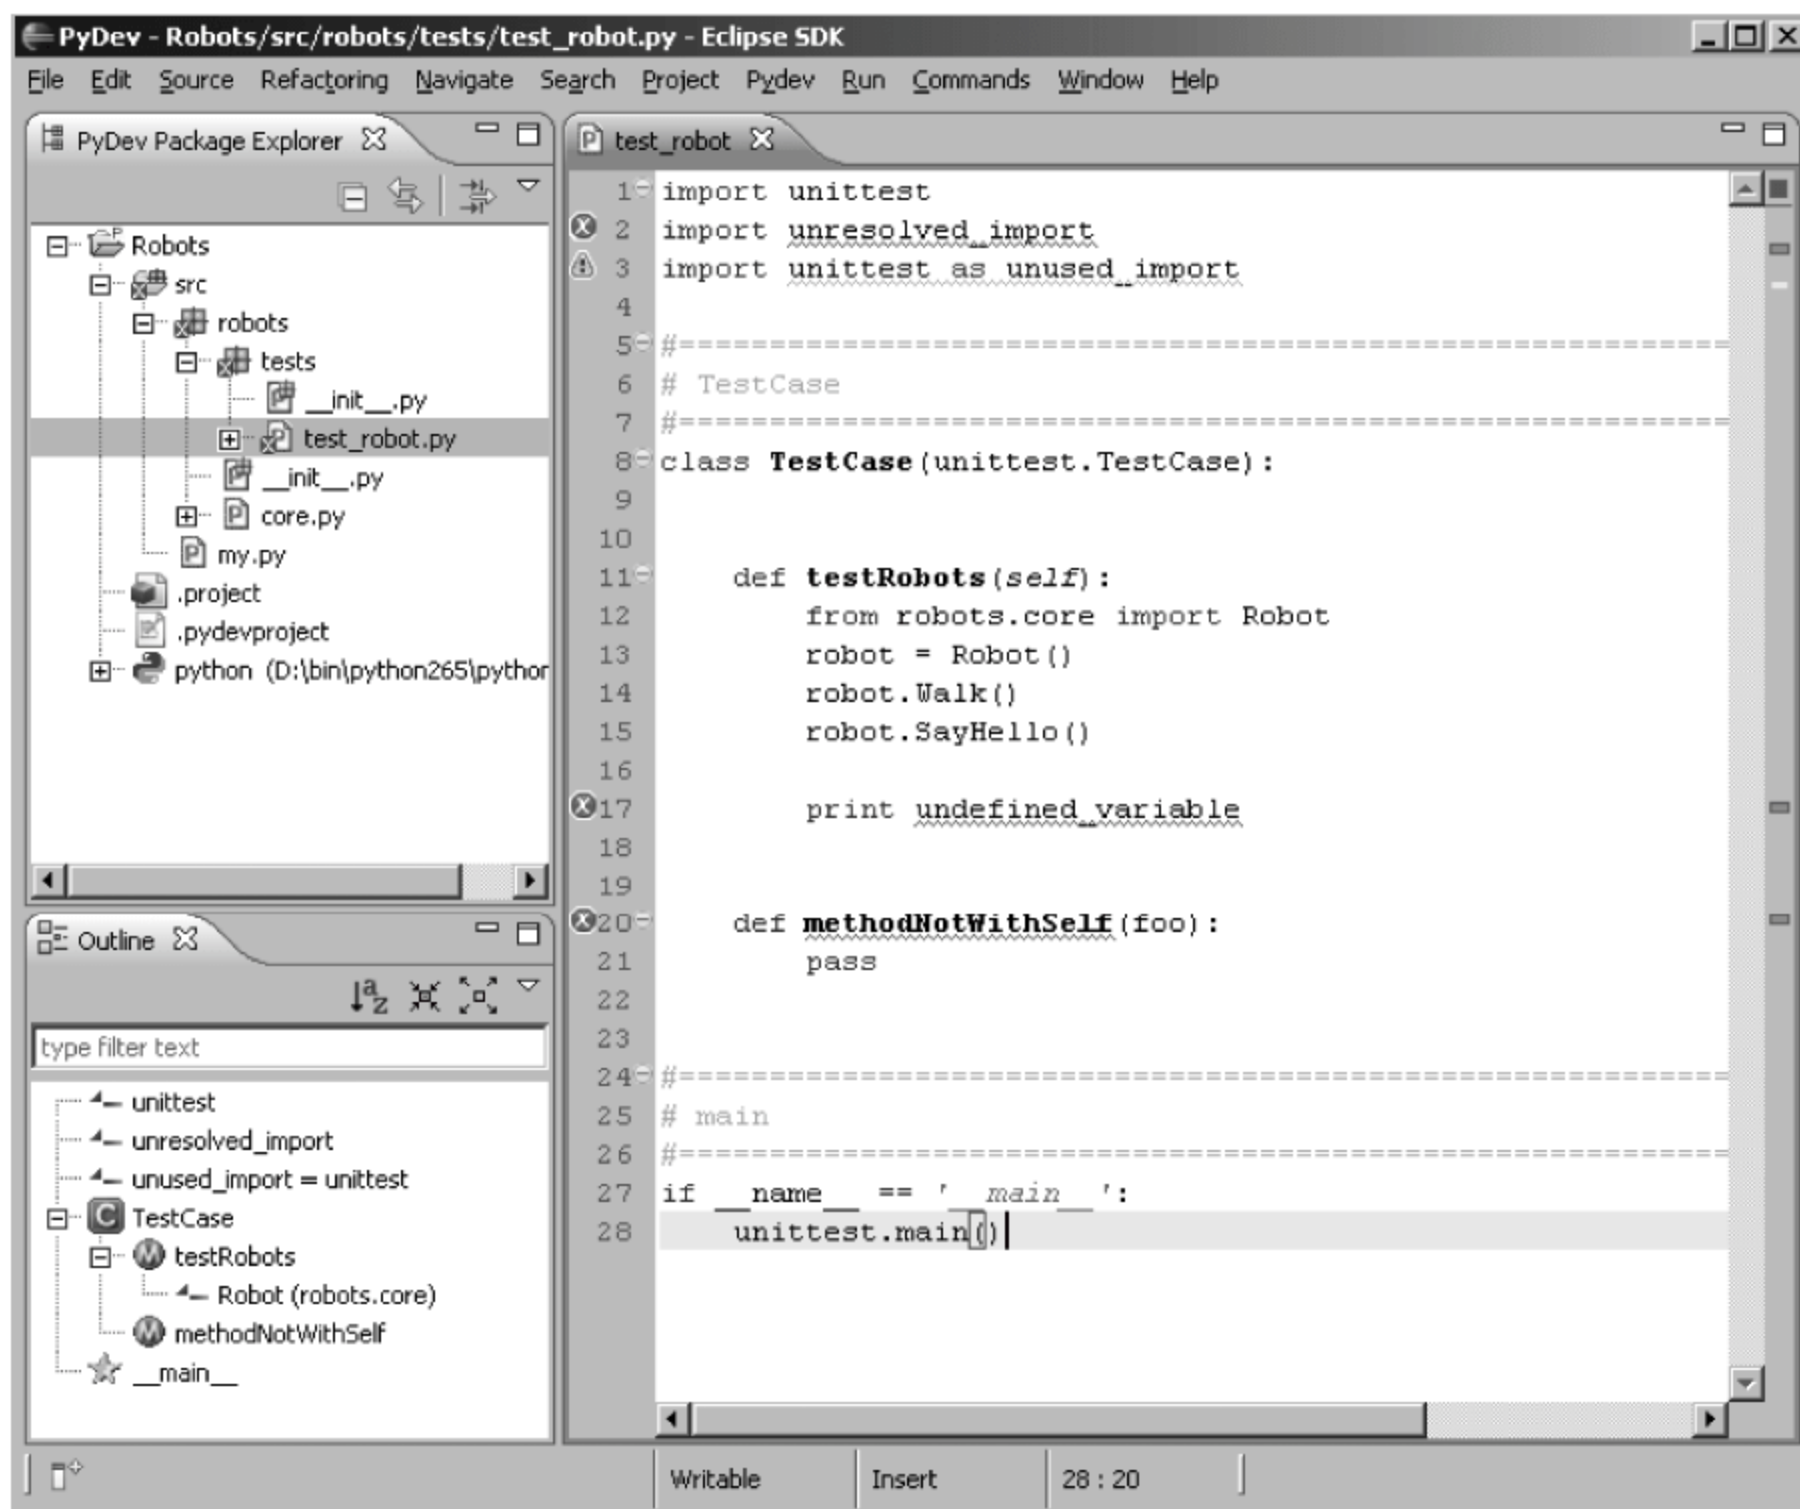 PyDev - Robots/src/robots/tests/test_robot.py - Eclipse SDK
File Edit Source Refactoring Navigate Search Project Pydev Run Commands Window Help
PyDev Package Explorer
Robots
src
robots
tests
__init__.py
test_robot.py
__init__.py
core.py
my.py
.project
.pydevproject
python (D:\bin\python265\python
Outline
type filter text
unittest
unresolved_import
unused_import = unittest
TestCase
testRobots
Robot (robots.core)
methodNotWithSelf
__main__
test_robot
1 import unittest
2 import unresolved_import
3 import unittest as unused_import
4
5 #==========================================================
6 # TestCase
7 #==========================================================
8 class TestCase(unittest.TestCase):
9
10
11     def testRobots(self):
12         from robots.core import Robot
13         robot = Robot()
14         robot.Walk()
15         robot.SayHello()
16
17         print undefined_variable
18
19
20     def methodNotWithSelf(foo):
21         pass
22
23
24 #==========================================================
25 # main
26 #==========================================================
27 if __name__ == '__main__':
28     unittest.main()
Writable Insert 28 : 20